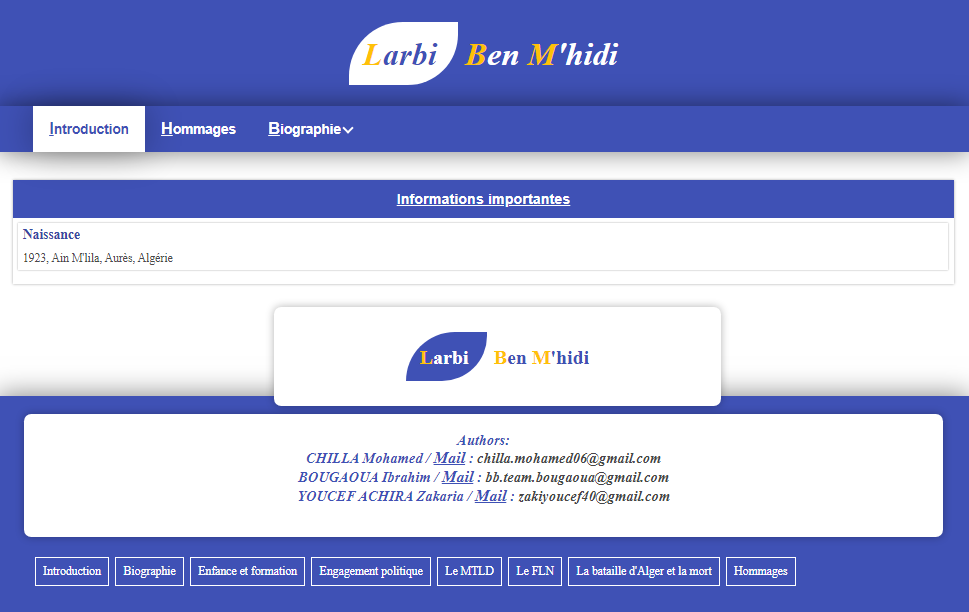 Larbi Ben M'hidi
Introduction Hommages Biographie
Informations importantes
Naissance
1923, Ain M'lila, Aurès, Algérie
Larbi Ben M'hidi
Authors:
CHILLA Mohamed / Mail : chilla.mohamed06@gmail.com
BOUGAOUA Ibrahim / Mail : bb.team.bougaoua@gmail.com
YOUCEF ACHIRA Zakaria / Mail : zakiyoucef40@gmail.com
Introduction Biographie Enfance et formation Engagement politique Le MTLD Le FLN La bataille d'Alger et la mort Hommages